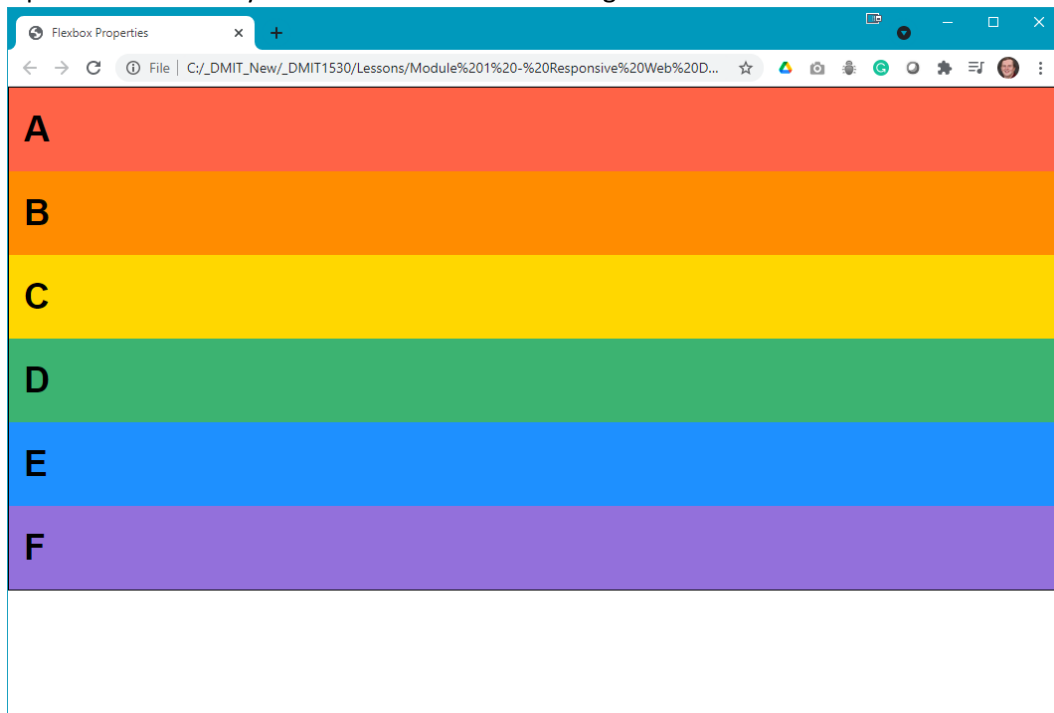 Flexbox Properties
File | C:/_DMIT_New/_DMIT1530/Lessons/Module%201%20-%20Responsive%20Web%20D...
A
B
C
D
E
F